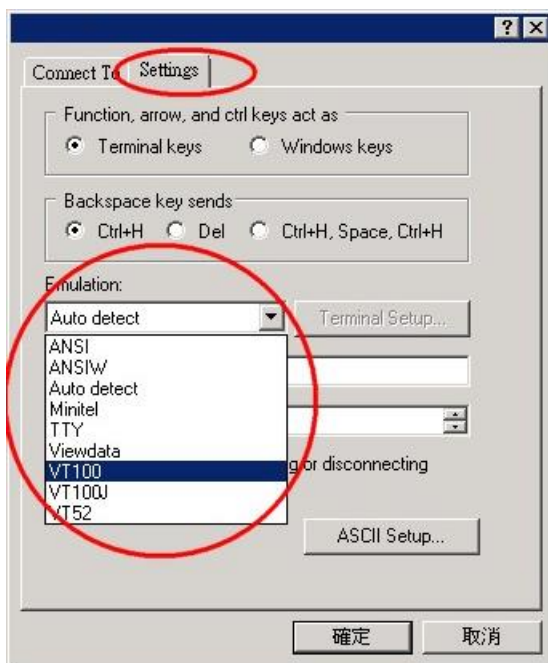 Connect To Settings
Function, arrow, and ctrl keys act as
Terminal keys Windows keys
Backspace key sends
Ctrl+H Del Ctrl+H, Space, Ctrl+H
Emulation:
Auto detect Terminal Setup...
ANSI
ANSIW
Auto detect
Minitel
TTY
Viewdata
VT100 or disconnecting
VT100J
VT52
ASCII Setup...
確定 取消